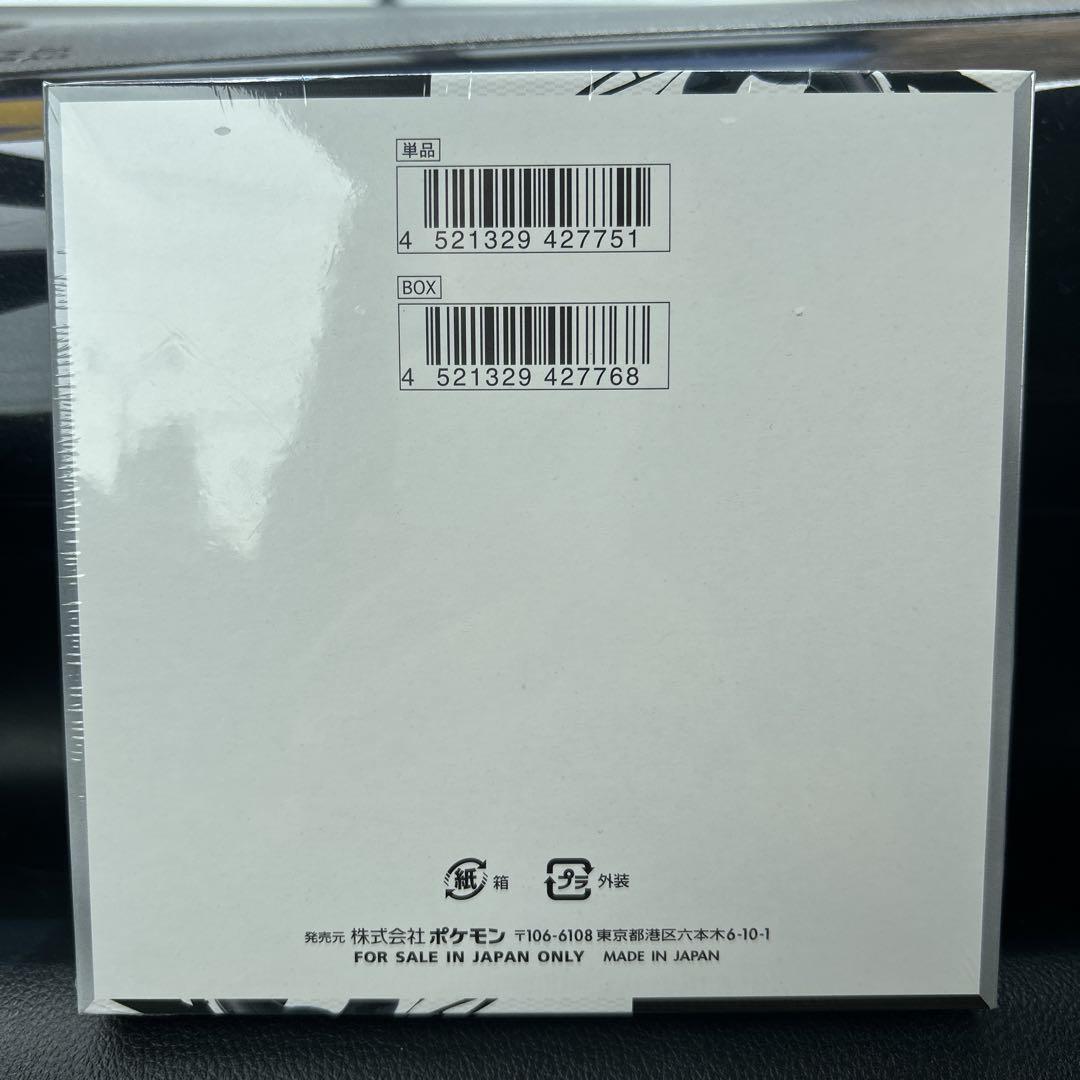 単品
4 521329 427751
BOX
4 521329 427768
紙 箱 プラ 外装
発売元 株式会社 ポケモン 〒106-6108 東京都港区六本木6-10-1
FOR SALE IN JAPAN ONLY MADE IN JAPAN